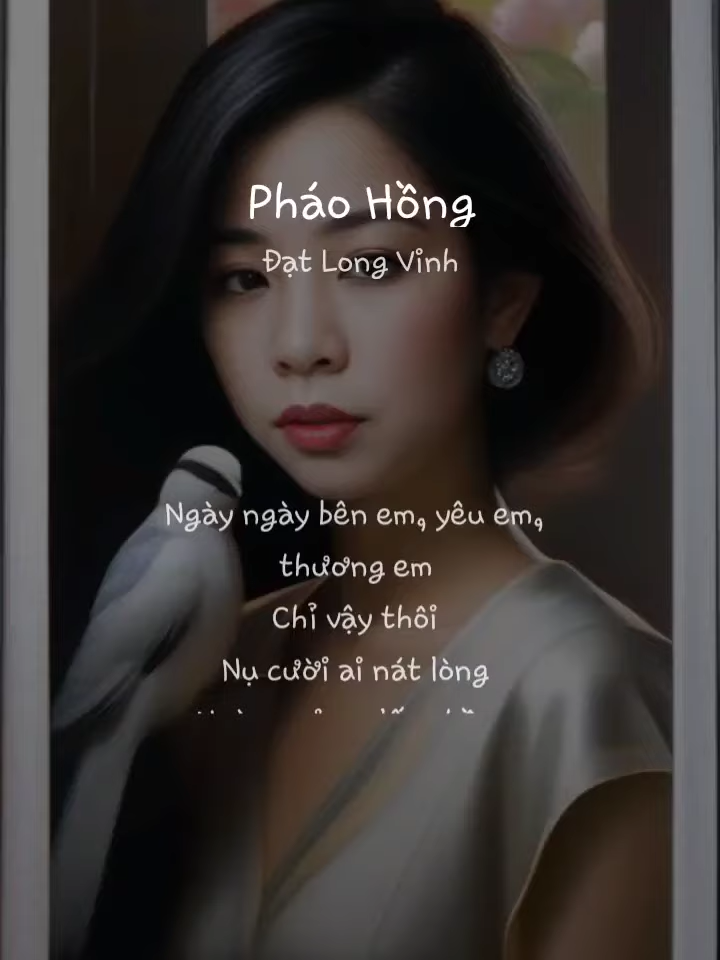 Pháo Hồng
Đạt Long Vinh
Ngày ngày bên em, yêu em,
thương em
Chỉ vậy thôi
Nụ cười ai nát lòng